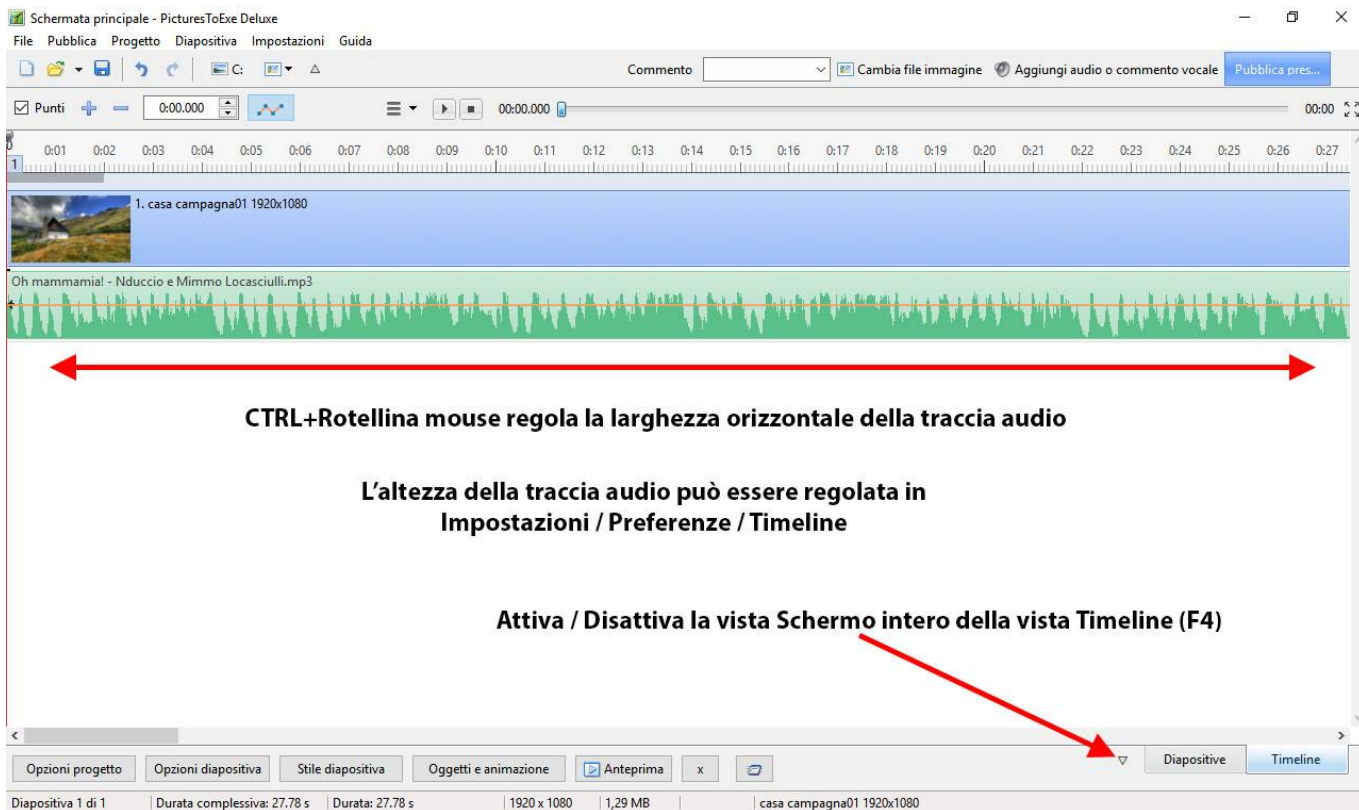 Schermata principale - PicturesToExe Deluxe
File Pubblica Progetto Diapositiva Impostazioni Guida
C: Commento Cambia file immagine Aggiungi audio o commento vocale Pubblica pres...
Punti 0:00.000 00:00.000 00:00
0:01 0:02 0:03 0:04 0:05 0:06 0:07 0:08 0:09 0:10 0:11 0:12 0:13 0:14 0:15 0:16 0:17 0:18 0:19 0:20 0:21 0:22 0:23 0:24 0:25 0:26 0:27
1
1. casa campagna01 1920x1080
Oh mammamia! - Nduccio e Mimmo Locasciulli.mp3
CTRL+Rotellina mouse regola la larghezza orizzontale della traccia audio
L'altezza della traccia audio può essere regolata in
Impostazioni / Preferenze / Timeline
Attiva / Disattiva la vista Schermo intero della vista Timeline (F4)
Opzioni progetto Opzioni diapositiva Stile diapositiva Oggetti e animazione Anteprima x Diapositive Timeline
Diapositiva 1 di 1 Durata complessiva: 27.78 s Durata: 27.78 s 1920 x 1080 1,29 MB casa campagna01 1920x1080